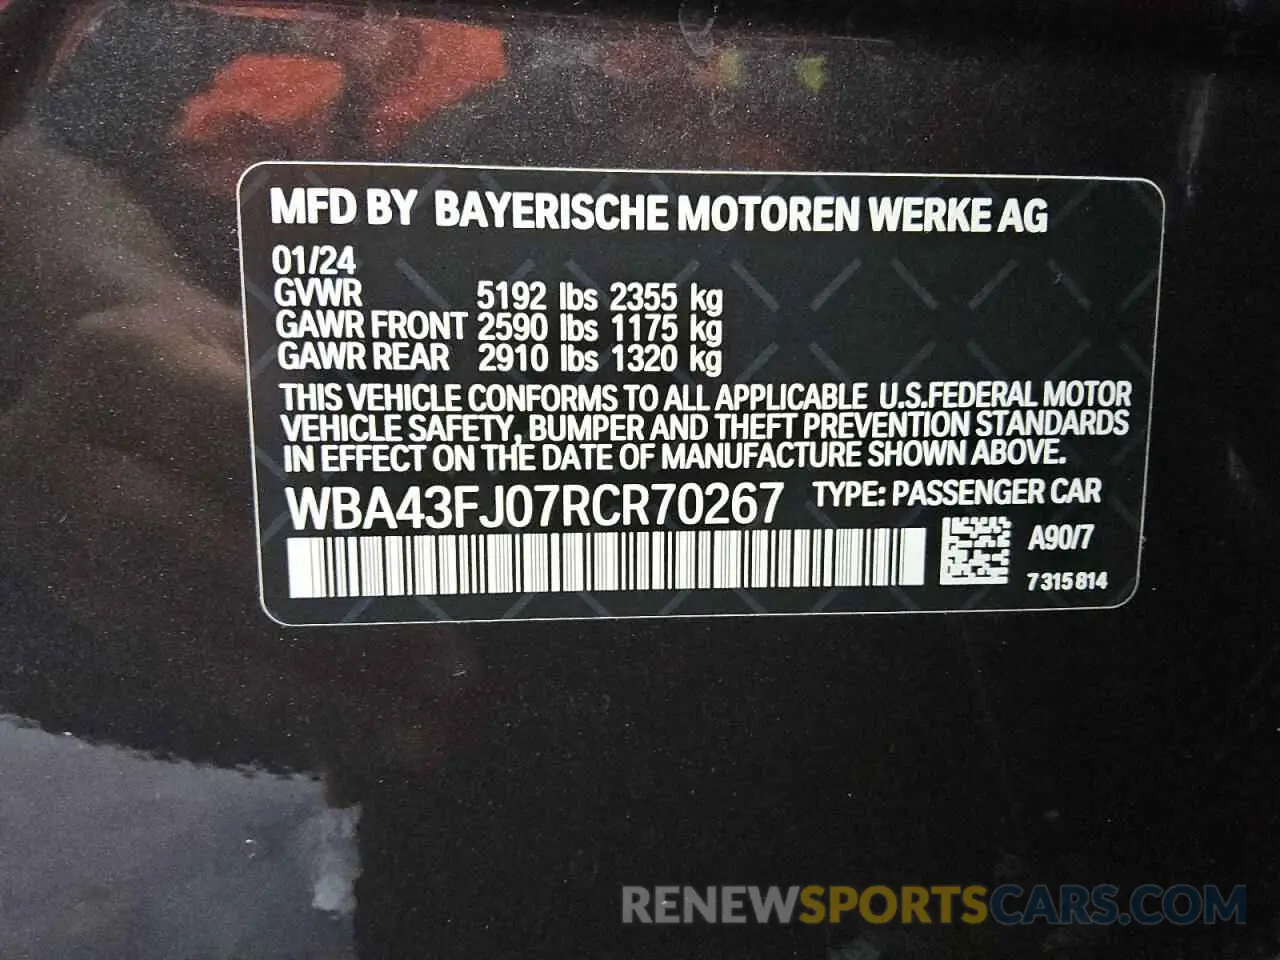 MFD BY BAYERISCHE MOTOREN WERKE AG
01/24
GVWR 5192 lbs 2355 kg
GAWR FRONT 2590 lbs 1175 kg
GAWR REAR 2910 lbs 1320 kg
THIS VEHICLE CONFORMS TO ALL APPLICABLE U.S.FEDERAL MOTOR
VEHICLE SAFETY, BUMPER AND THEFT PREVENTION STANDARDS
IN EFFECT ON THE DATE OF MANUFACTURE SHOWN ABOVE.
WBA43FJ07RCR70267 TYPE: PASSENGER CAR
A90/7
7315814
RENEWSPORTSCARS.COM